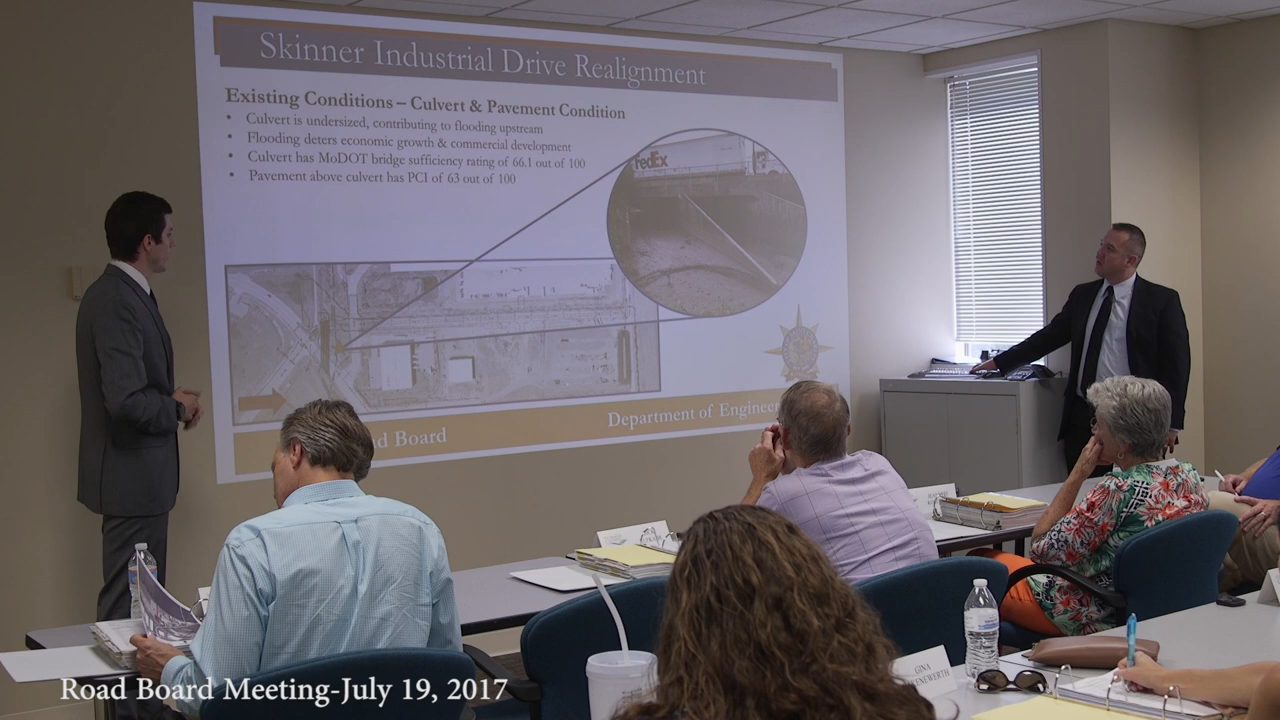 Skinner Industrial Drive Realignment
Existing Conditions – Culvert & Pavement Condition
• Culvert is undersized, contributing to flooding upstream
• Flooding deters economic growth & commercial development
• Culvert has MoDOT bridge sufficiency rating of 66.1 out of 100
• Pavement above culvert has PCI of 63 out of 100
FedEx
Department of Enginee
ad Board
GINA
Road Board Meeting-July 19, 2017